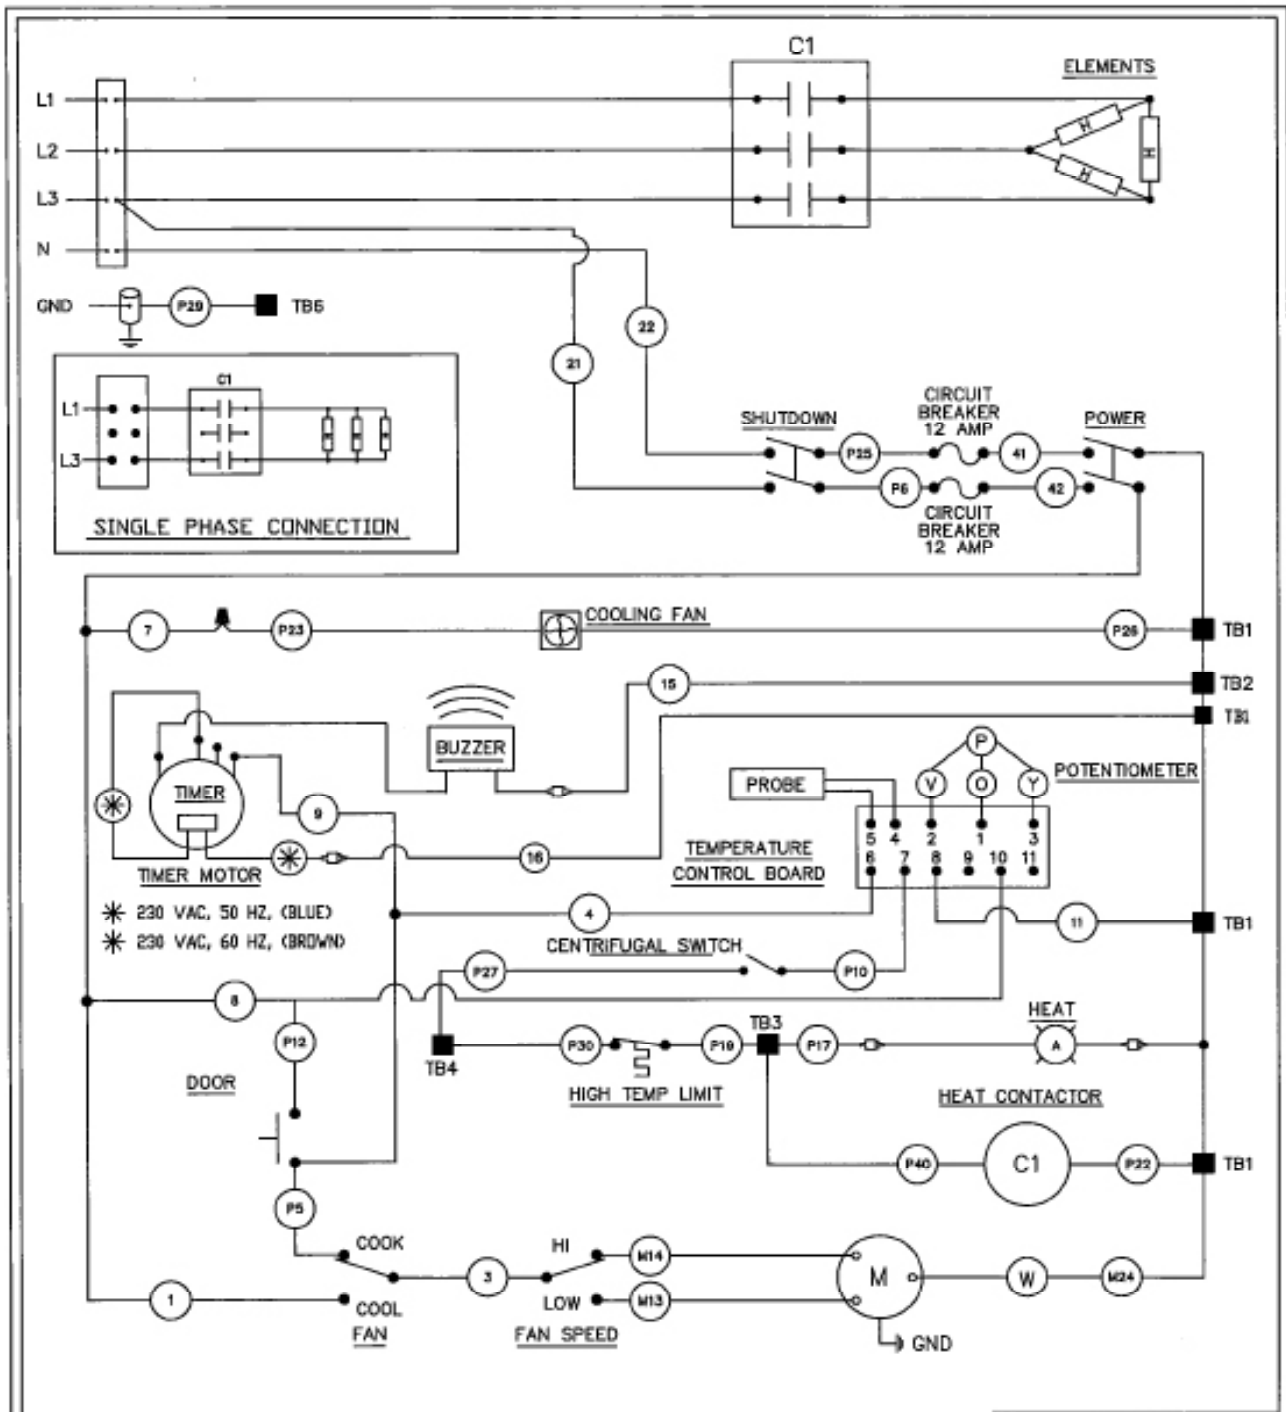 C1
ELEMENTS
L1
H
L2
H
H
L3
N
GND
P29
TB6
22
21
C1
L1
L3
SINGLE PHASE CONNECTION
SHUTDOWN
CIRCUIT
BREAKER
12 AMP
POWER
P25
41
P6
42
CIRCUIT
BREAKER
12 AMP
7
P23
COOLING FAN
P26
TB1
15
TB2
TB1
BUZZER
P
POTENTIOMETER
V
O
Y
PROBE
TIMER
9
5 4 2 1 3
TEMPERATURE
CONTROL BOARD
6 7 8 9 10 11
16
TIMER MOTOR
230 VAC, 50 HZ, (BLUE)
230 VAC, 60 HZ, (BROWN)
4
11
TB1
CENTRIFUGAL SWITCH
P27
P10
8
HEAT
P12
TB3
P30
P19
P17
A
TB4
HIGH TEMP LIMIT
DOOR
HEAT CONTACTOR
P40
C1
P22
TB1
P5
COOK
HI
M14
3
M
W
M24
1
COOL
LOW
M13
FAN
FAN SPEED
GND